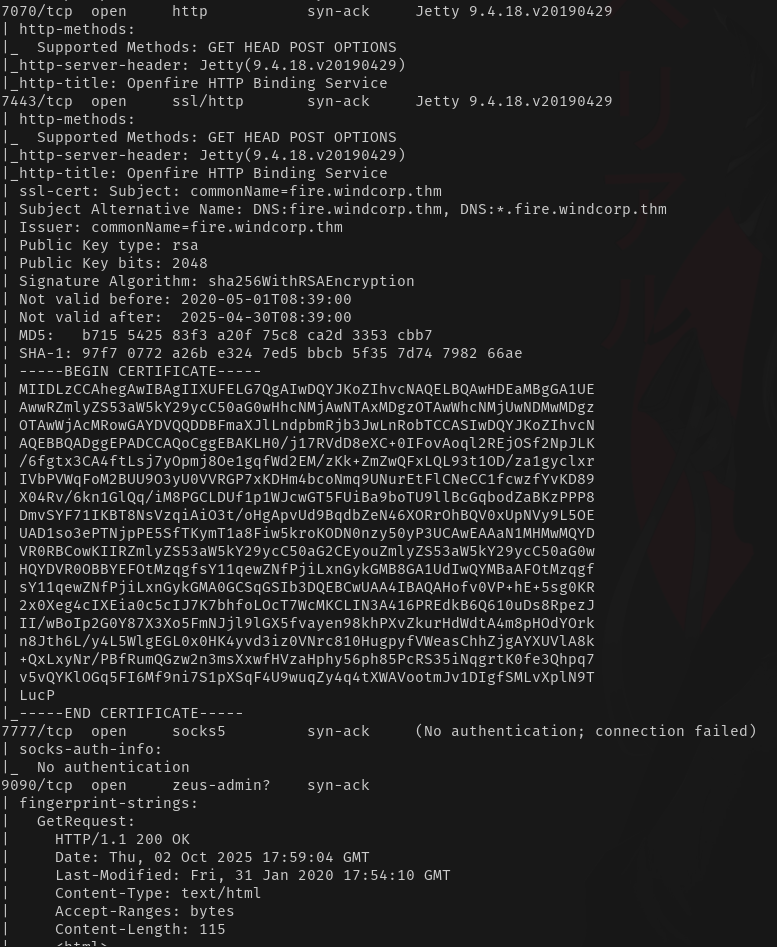 7070/tcp  open     http            syn-ack     Jetty 9.4.18.v20190429
| http-methods:
|_  Supported Methods: GET HEAD POST OPTIONS
|_http-server-header: Jetty(9.4.18.v20190429)
|_http-title: Openfire HTTP Binding Service
7443/tcp  open     ssl/http        syn-ack     Jetty 9.4.18.v20190429
| http-methods:
|_  Supported Methods: GET HEAD POST OPTIONS
|_http-server-header: Jetty(9.4.18.v20190429)
|_http-title: Openfire HTTP Binding Service
| ssl-cert: Subject: commonName=fire.windcorp.thm
| Subject Alternative Name: DNS:fire.windcorp.thm, DNS:*.fire.windcorp.thm
| Issuer: commonName=fire.windcorp.thm
| Public Key type: rsa
| Public Key bits: 2048
| Signature Algorithm: sha256WithRSAEncryption
| Not valid before: 2020-05-01T08:39:00
| Not valid after:  2025-04-30T08:39:00
| MD5:   b715 5425 83f3 a20f 75c8 ca2d 3353 cbb7
| SHA-1: 97f7 0772 a26b e324 7ed5 bbcb 5f35 7d74 7982 66ae
| -----BEGIN CERTIFICATE-----
| MIIDLzCCAhegAwIBAgIIXUFELG7QgAIwDQYJKoZIhvcNAQELBQAwHDEaMBgGA1UE
| AwwRZmlyZS53aW5kY29ycC50aG0wHhcNMjAwNTAxMDgzOTAwWhcNMjUwNDMwMDgz
| OTAwWjAcMRowGAYDVQQDDBFmaXJlLndpbmRjb3JwLnRobTCCASIwDQYJKoZIhvcN
| AQEBBQADggEPADCCAQoCggEBAKLH0/j17RVdD8eXC+0IFovAoql2REjOSf2NpJLK
| /6fgtx3CA4ftLsj7yOpmj8Oe1gqfWd2EM/zKk+ZmZwQFxLQL93t1OD/za1gyclxr
| IVbPVWqFoM2BUU9O3yU0VVRGP7xKDHm4bcoNmq9UNurEtFlCNeCC1fcwzfYvKD89
| X04Rv/6kn1GlQq/iM8PGCLDUf1p1WJcwGT5FUiBa9boTU9llBcGqbodZaBKzPPP8
| DmvSYF71IKBT8NsVzqiAiO3t/oHgApvUd9BqdbZeN46XORrOhBQV0xUpNVy9L5OE
| UAD1so3ePTNjpPE5SfTKymT1a8Fiw5kroKODN0nzy50yP3UCAwEAAaN1MHMwMQYD
| VR0RBCowKIIRZmlyZS53aW5kY29ycC50aG2CEyouZmlyZS53aW5kY29ycC50aG0w
| HQYDVR0OBBYEFOtMzqgfsY11qewZNfPjiLxnGykGMB8GA1UdIwQYMBaAFOtMzqgf
| sY11qewZNfPjiLxnGykGMA0GCSqGSIb3DQEBCwUAA4IBAQAHofv0VP+hE+5sg0KR
| 2x0Xeg4cIXEia0c5cIJ7K7bhfoLOcT7WcMKCLIN3A416PREdkB6Q610uDs8RpezJ
| II/wBoIp2G0Y87X3Xo5FmNJjl9lGX5fvayen98khPXvZkurHdWdtA4m8pHOdYOrk
| n8Jth6L/y4L5WlgEGL0x0HK4yvd3iz0VNrc810HugpyfVWeasChhZjgAYXUVlA8k
| +QxLxyNr/PBfRumQGzw2n3msXxwfHVzaHphy56ph85PcRS35iNqgrtK0fe3Qhpq7
| v5vQYKlOGq5FI6Mf9ni7S1pXSqF4U9wuqZy4q4tXWAVootmJv1DIgfSMLvXplN9T
| LucP
|_-----END CERTIFICATE-----
7777/tcp  open     socks5          syn-ack     (No authentication; connection failed)
| socks-auth-info:
|_  No authentication
9090/tcp  open     zeus-admin?     syn-ack
| fingerprint-strings:
|   GetRequest:
|     HTTP/1.1 200 OK
|     Date: Thu, 02 Oct 2025 17:59:04 GMT
|     Last-Modified: Fri, 31 Jan 2020 17:54:10 GMT
|     Content-Type: text/html
|     Accept-Ranges: bytes
|     Content-Length: 115
|     <html>